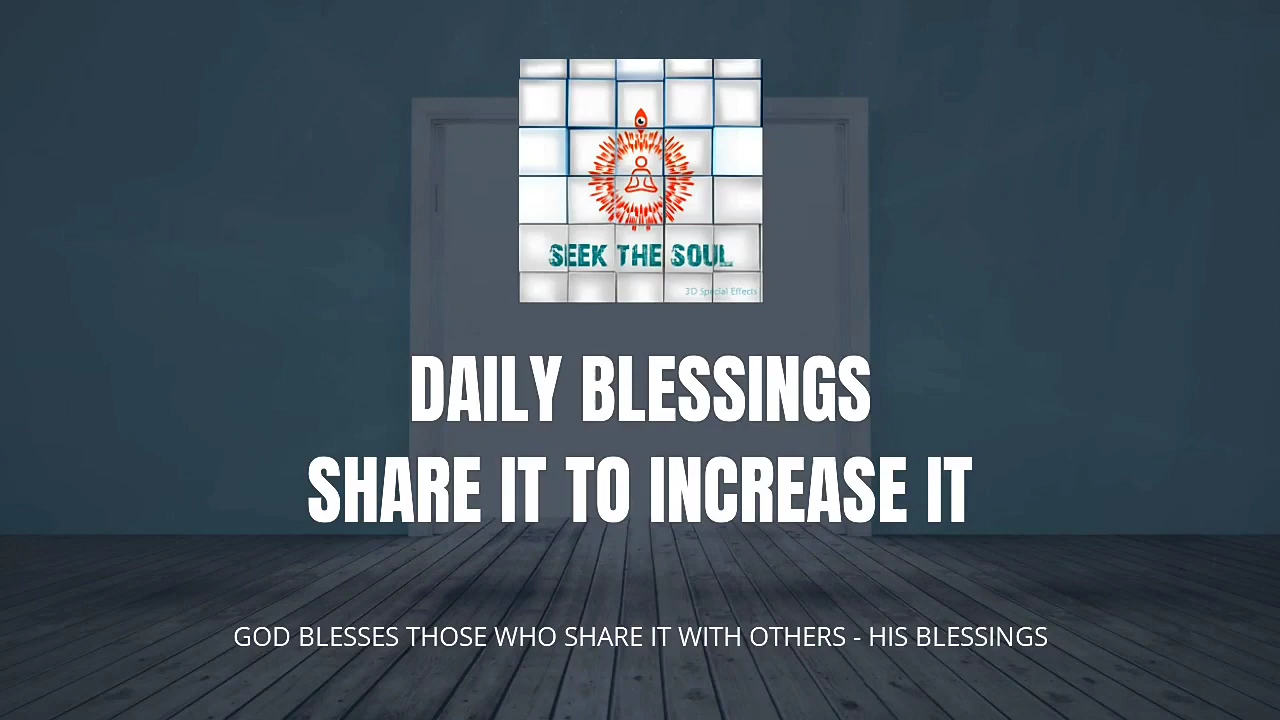 SEEK THE SOUL
3D Special Effects
DAILY BLESSINGS
SHARE IT TO INCREASE IT
GOD BLESSES THOSE WHO SHARE IT WITH OTHERS - HIS BLESSINGS